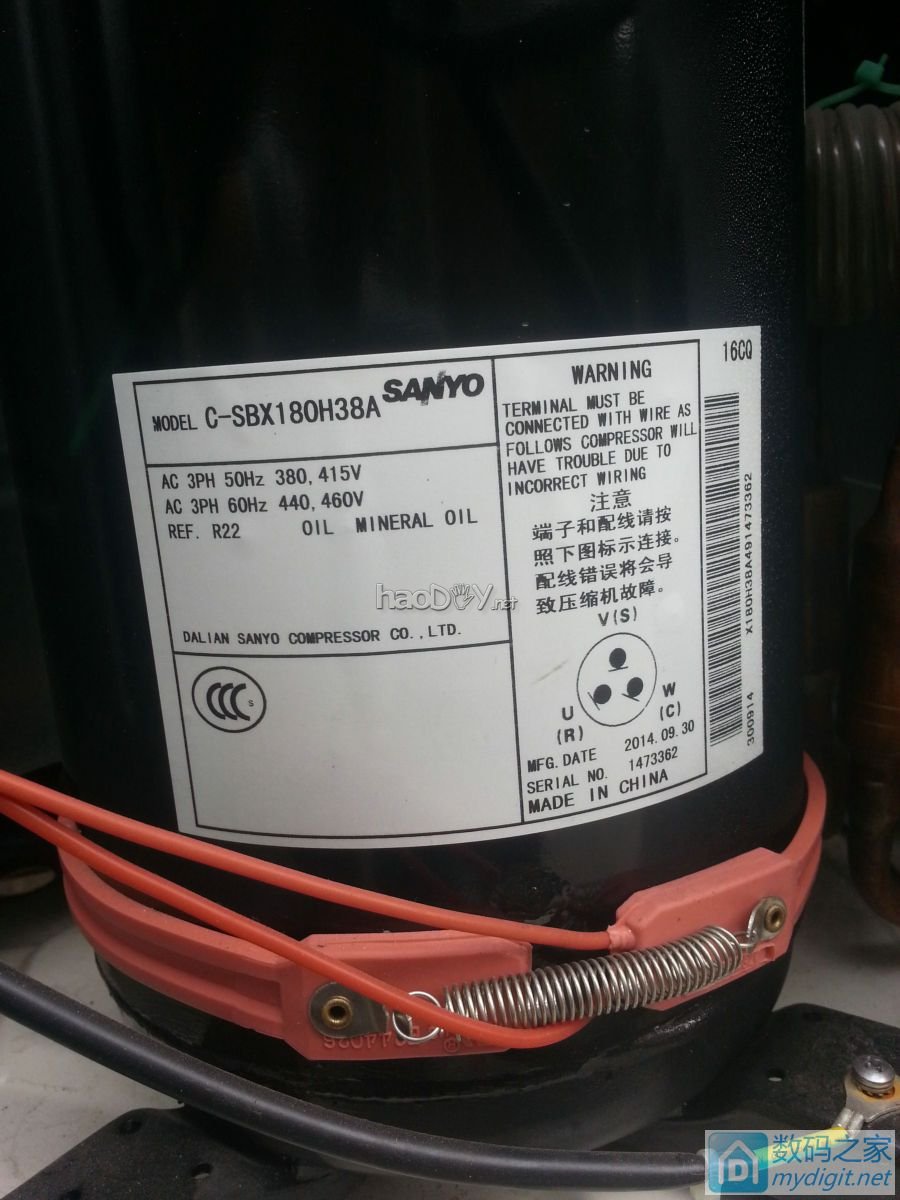 SANYO
MODEL C-SBX180H38A
AC 3PH 50Hz 380,415V
AC 3PH 60Hz 440,460V
REF. R22 OIL MINERAL OIL
DALIAN SANYO COMPRESSOR CO.,LTD.
CCC S
WARNING
TERMINAL MUST BE
CONNECTED WITH WIRE AS
FOLLOWS COMPRESSOR WILL
HAVE TROUBLE DUE TO
INCORRECT WIRING
注意
端子和配线请按
照下图标示连接。
配线错误将会导
致压缩机故障。
V(S)
U
(R)
W
(C)
MFG.DATE 2014.09.30
SERIAL NO. 1473362
MADE IN CHINA
16CQ
X180H38A491473362
300914
haoDIY.net
数码之家
mydigit.net